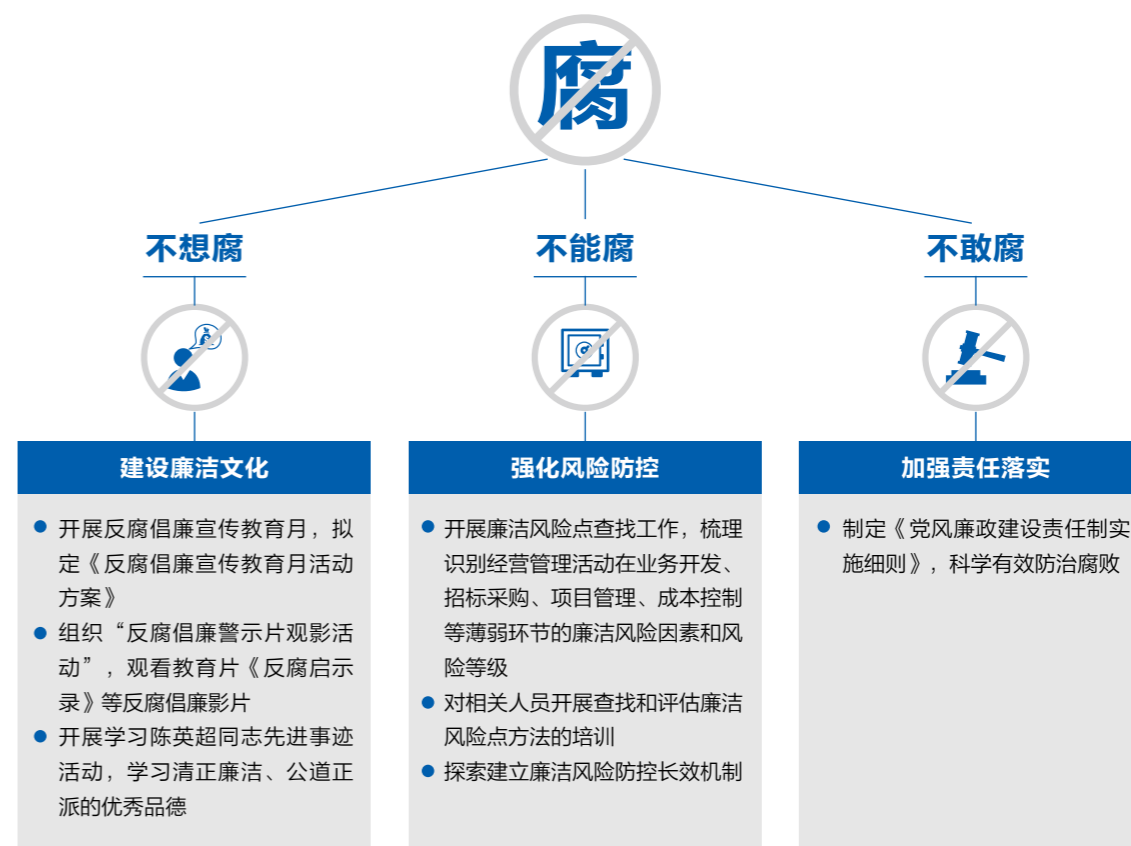 腐
不想腐
不能腐
不敢腐
建设廉洁文化
开展反腐倡廉宣传教育月，拟
定《反腐倡廉宣传教育月活动
方案》
组织“反腐倡廉警示片观影活
动”，观看教育片《反腐启示
录》等反腐倡廉影片
开展学习陈英超同志先进事迹
活动，学习清正廉洁、公道正
派的优秀品德
强化风险防控
开展廉洁风险点查找工作，梳理
识别经营管理活动在业务开发、
招标采购、项目管理、成本控制
等薄弱环节的廉洁风险因素和风
险等级
对相关人员开展查找和评估廉洁
风险点方法的培训
探索建立廉洁风险防控长效机制
加强责任落实
制定《党风廉政建设责任制实
施细则》，科学有效防治腐败